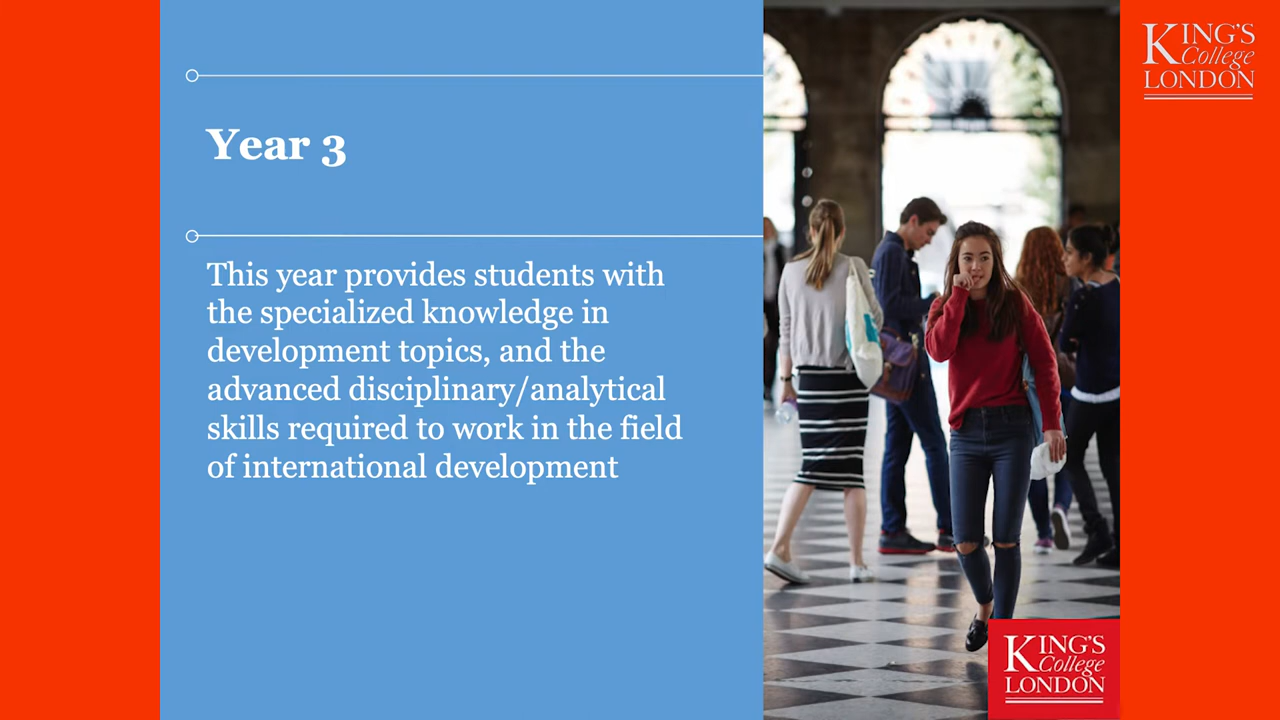 KING'S
College
LONDON
Year 3
This year provides students with
the specialized knowledge in
development topics, and the
advanced disciplinary/analytical
skills required to work in the field
of international development
KING'S
College
LONDON